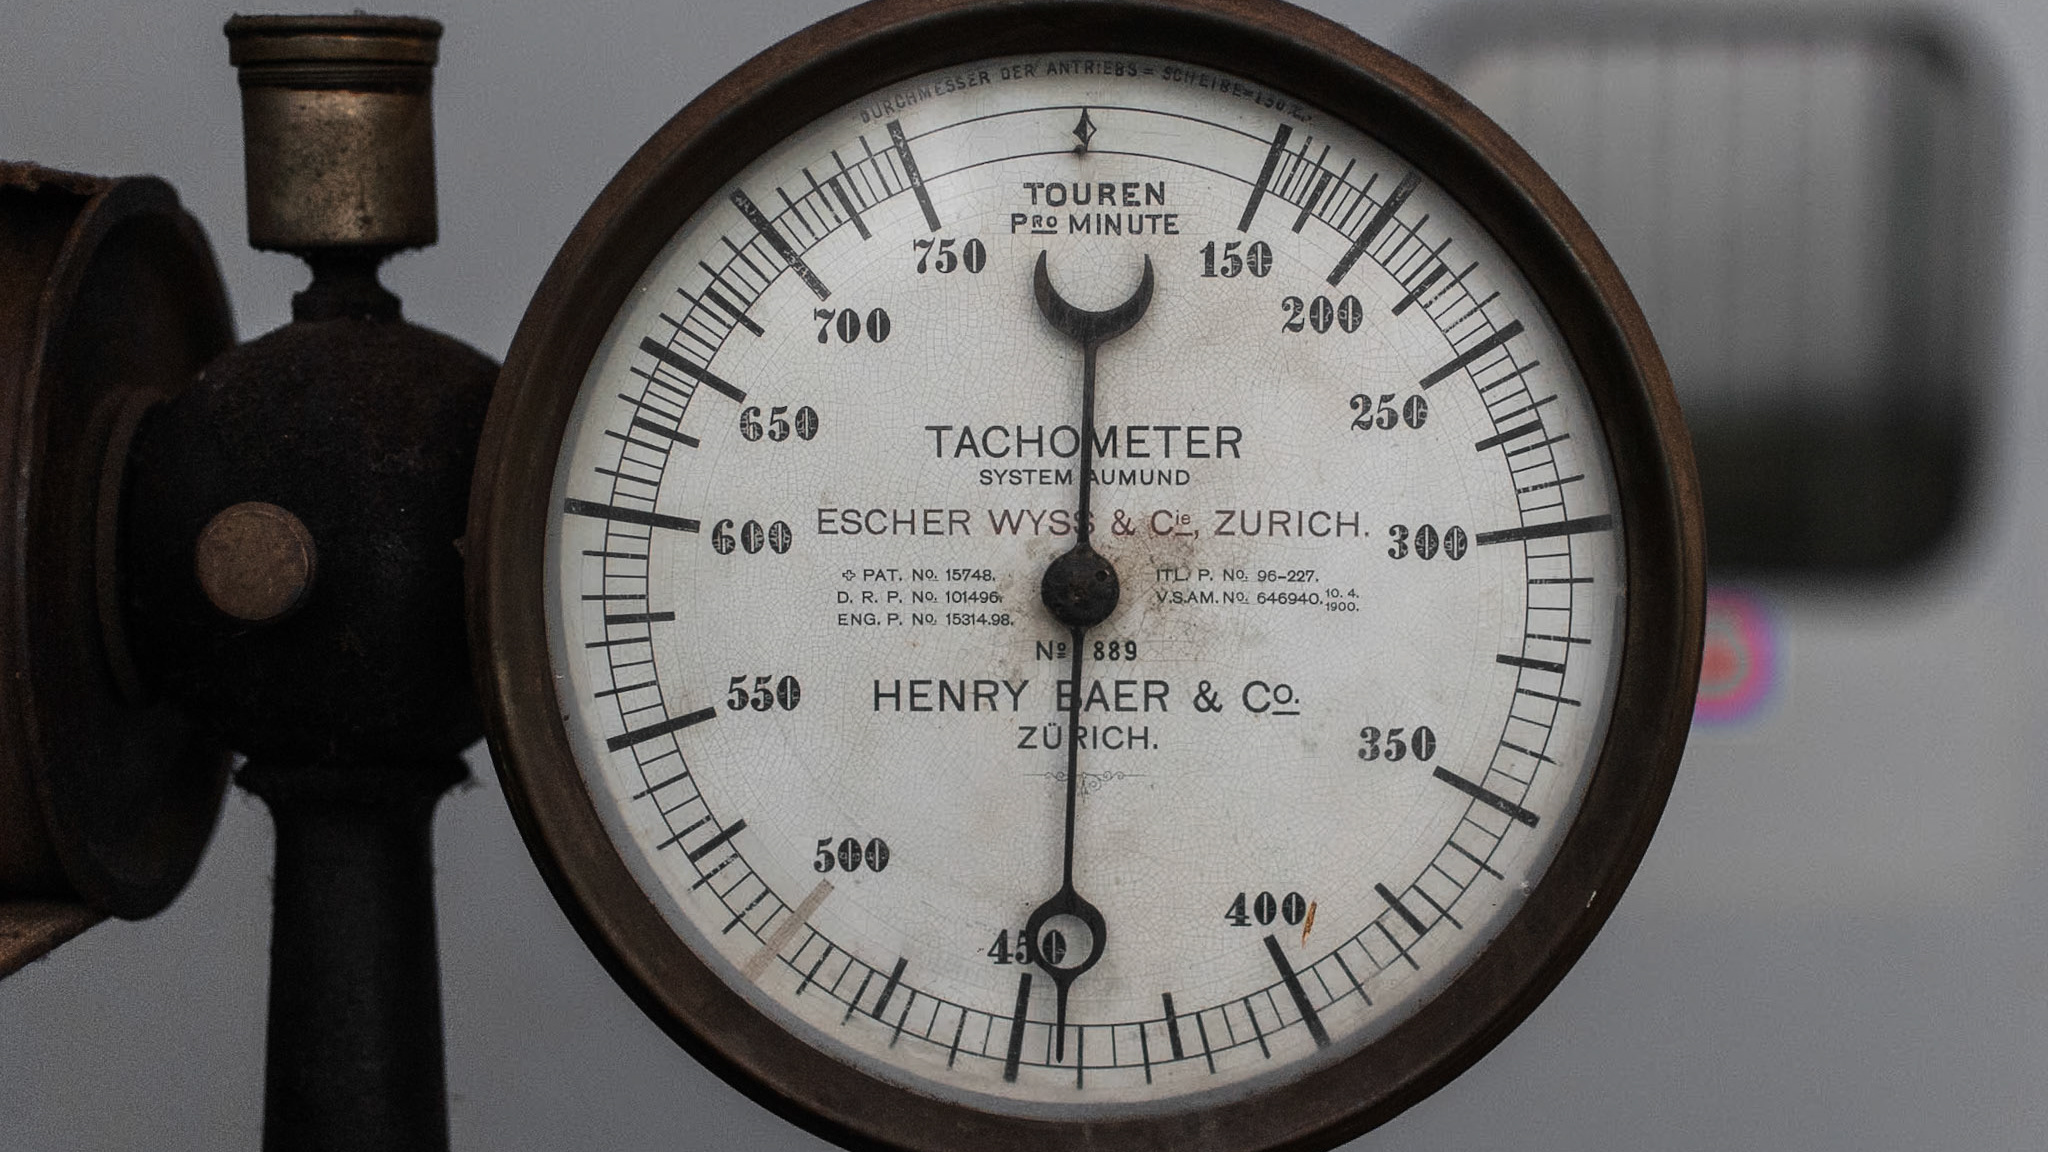 DURCHMESSER DER ANTRIEBS = SCHEIBE=150 %.
TOUREN
PRO MINUTE
750
150
700
200
650
250
TACHOMETER
SYSTEM AUMUND
ESCHER WYSS & Cie, ZURICH.
600
300
PAT. No. 15748.
ITL. P. No. 96-227.
D. R. P. No. 101496.
V.S.AM. No. 646940. 10. 4. 1900.
ENG. P. No. 15314.98.
No 889
550
HENRY BAER & Co.
350
ZÜRICH.
500
400
450